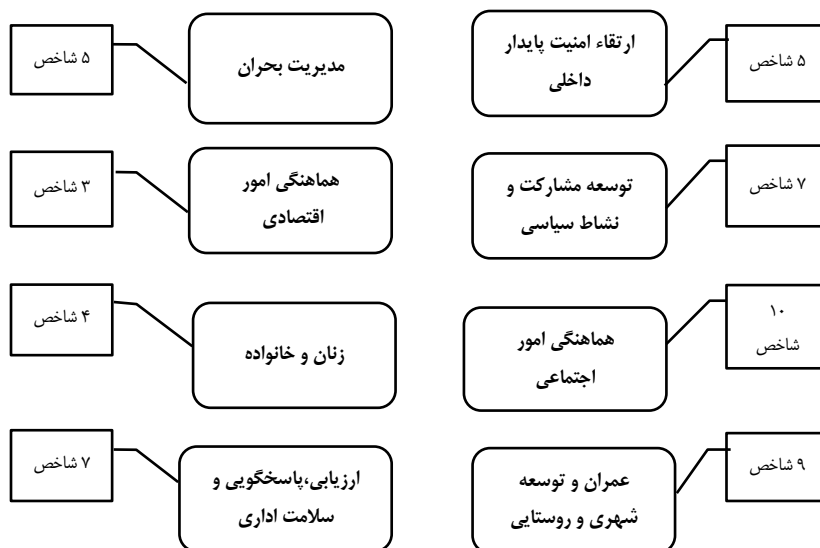 ۵ شاخص
ارتقاء امنیت پایدار
داخلی
۵ شاخص
مدیریت بحران
۷ شاخص
توسعه مشارکت و
نشاط سیاسی
۳ شاخص
هماهنگی امور
اقتصادی
۱۰
شاخص
هماهنگی امور
اجتماعی
۴ شاخص
زنان و خانواده
۹ شاخص
عمران و توسعه
شهری و روستایی
۷ شاخص
ارزیابی،پاسخگویی و
سلامت اداری